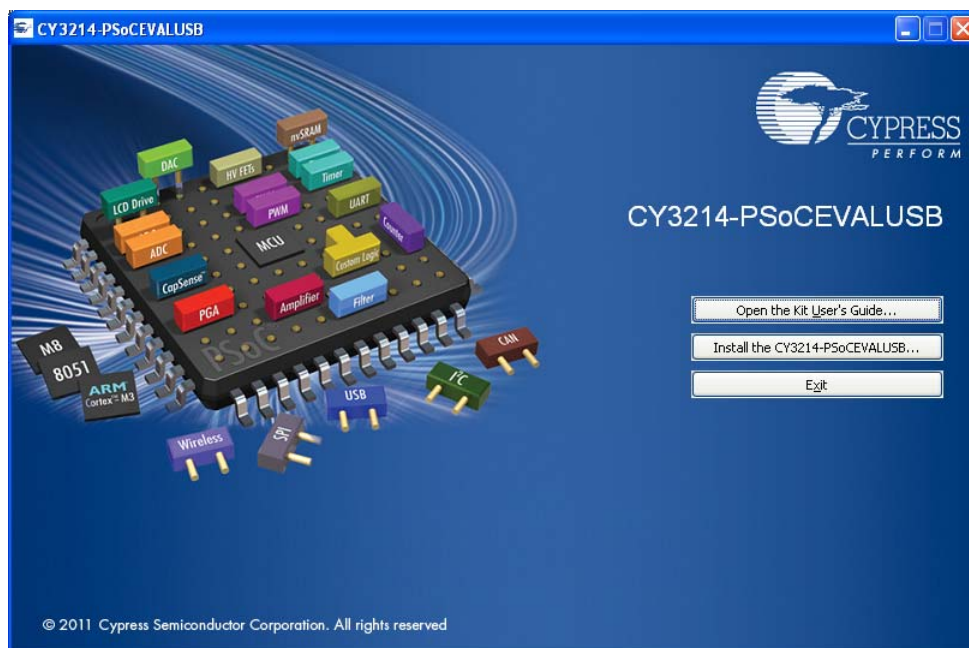 CY3214-PSoCEVALUSB
CYPRESS
PERFORM
CY3214-PSoCEVALUSB
nvSRAM
DAC
HV FETs
Timer
LCD Drive
PWM
UART
Counter
ADC
MCU
Custom Logic
CapSense™
PGA
Amplifier
Filter
PSoC
M8
8051
ARM
Cortex™-M3
CAN
I²C
USB
SPI
Wireless
Open the Kit User's Guide...
Install the CY3214-PSoCEVALUSB...
Exit
© 2011 Cypress Semiconductor Corporation. All rights reserved